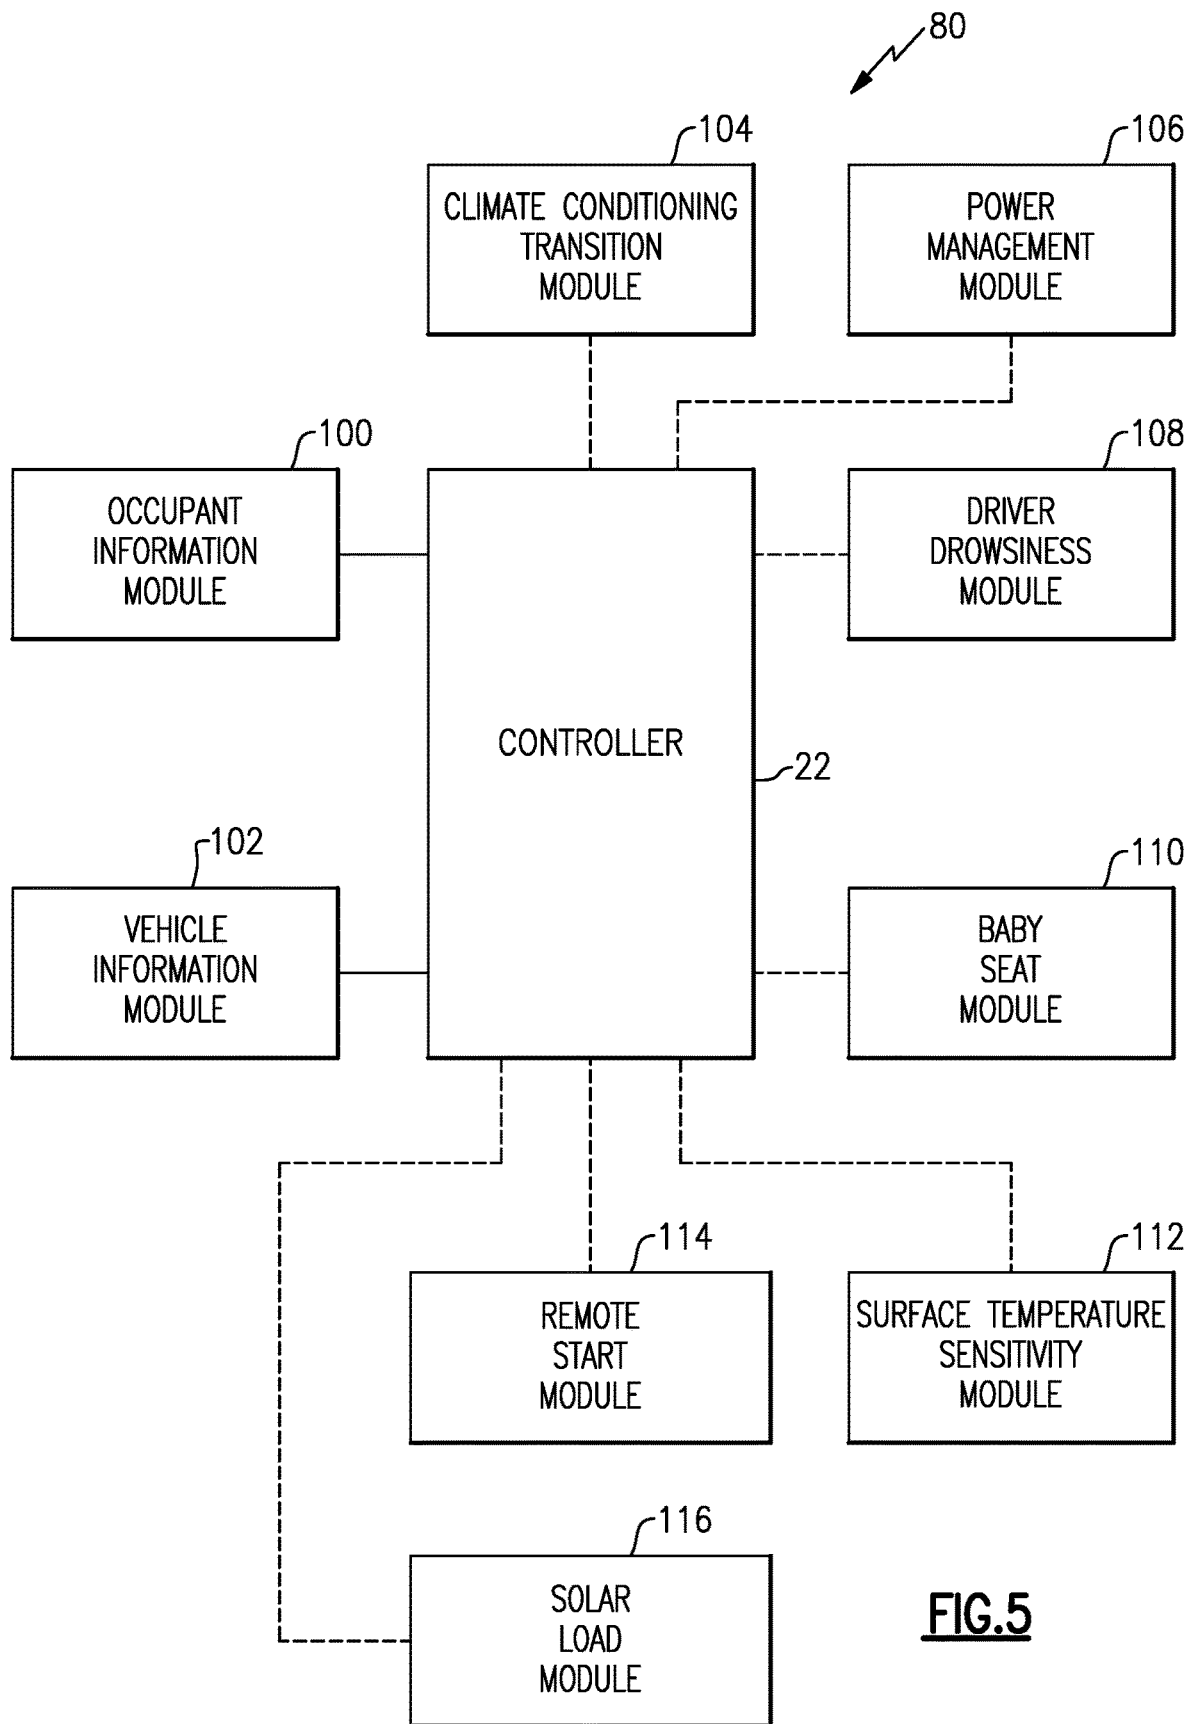 80
104
CLIMATE CONDITIONING
TRANSITION
MODULE
106
POWER
MANAGEMENT
MODULE
100
OCCUPANT
INFORMATION
MODULE
108
DRIVER
DROWSINESS
MODULE
CONTROLLER
22
102
VEHICLE
INFORMATION
MODULE
110
BABY
SEAT
MODULE
114
REMOTE
START
MODULE
112
SURFACE TEMPERATURE
SENSITIVITY
MODULE
116
SOLAR
LOAD
MODULE
FIG.5